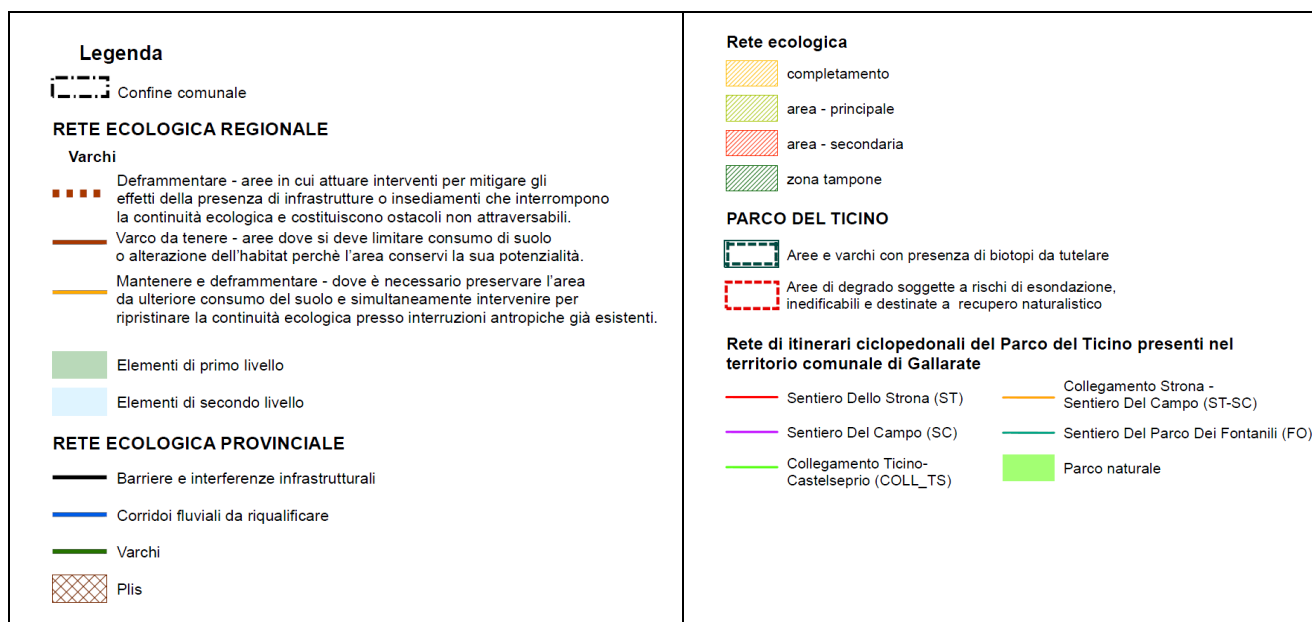 Legenda
Confine comunale
RETE ECOLOGICA REGIONALE
Varchi
Deframmentare - aree in cui attuare interventi per mitigare gli
effetti della presenza di infrastrutture o insediamenti che interrompono
la continuità ecologica e costituiscono ostacoli non attraversabili.
Varco da tenere - aree dove si deve limitare consumo di suolo
o alterazione dell'habitat perchè l'area conservi la sua potenzialità.
Mantenere e deframmentare - dove è necessario preservare l'area
da ulteriore consumo del suolo e simultaneamente intervenire per
ripristinare la continuità ecologica presso interruzioni antropiche già esistenti.
Elementi di primo livello
Elementi di secondo livello
RETE ECOLOGICA PROVINCIALE
Barriere e interferenze infrastrutturali
Corridoi fluviali da riqualificare
Varchi
Plis
Rete ecologica
completamento
area - principale
area - secondaria
zona tampone
PARCO DEL TICINO
Aree e varchi con presenza di biotopi da tutelare
Aree di degrado soggette a rischi di esondazione,
inedificabili e destinate a recupero naturalistico
Rete di itinerari ciclopedonali del Parco del Ticino presenti nel
territorio comunale di Gallarate
Sentiero Dello Strona (ST)
Sentiero Del Campo (SC)
Collegamento Ticino-
Castelseprio (COLL_TS)
Collegamento Strona -
Sentiero Del Campo (ST-SC)
Sentiero Del Parco Dei Fontanili (FO)
Parco naturale